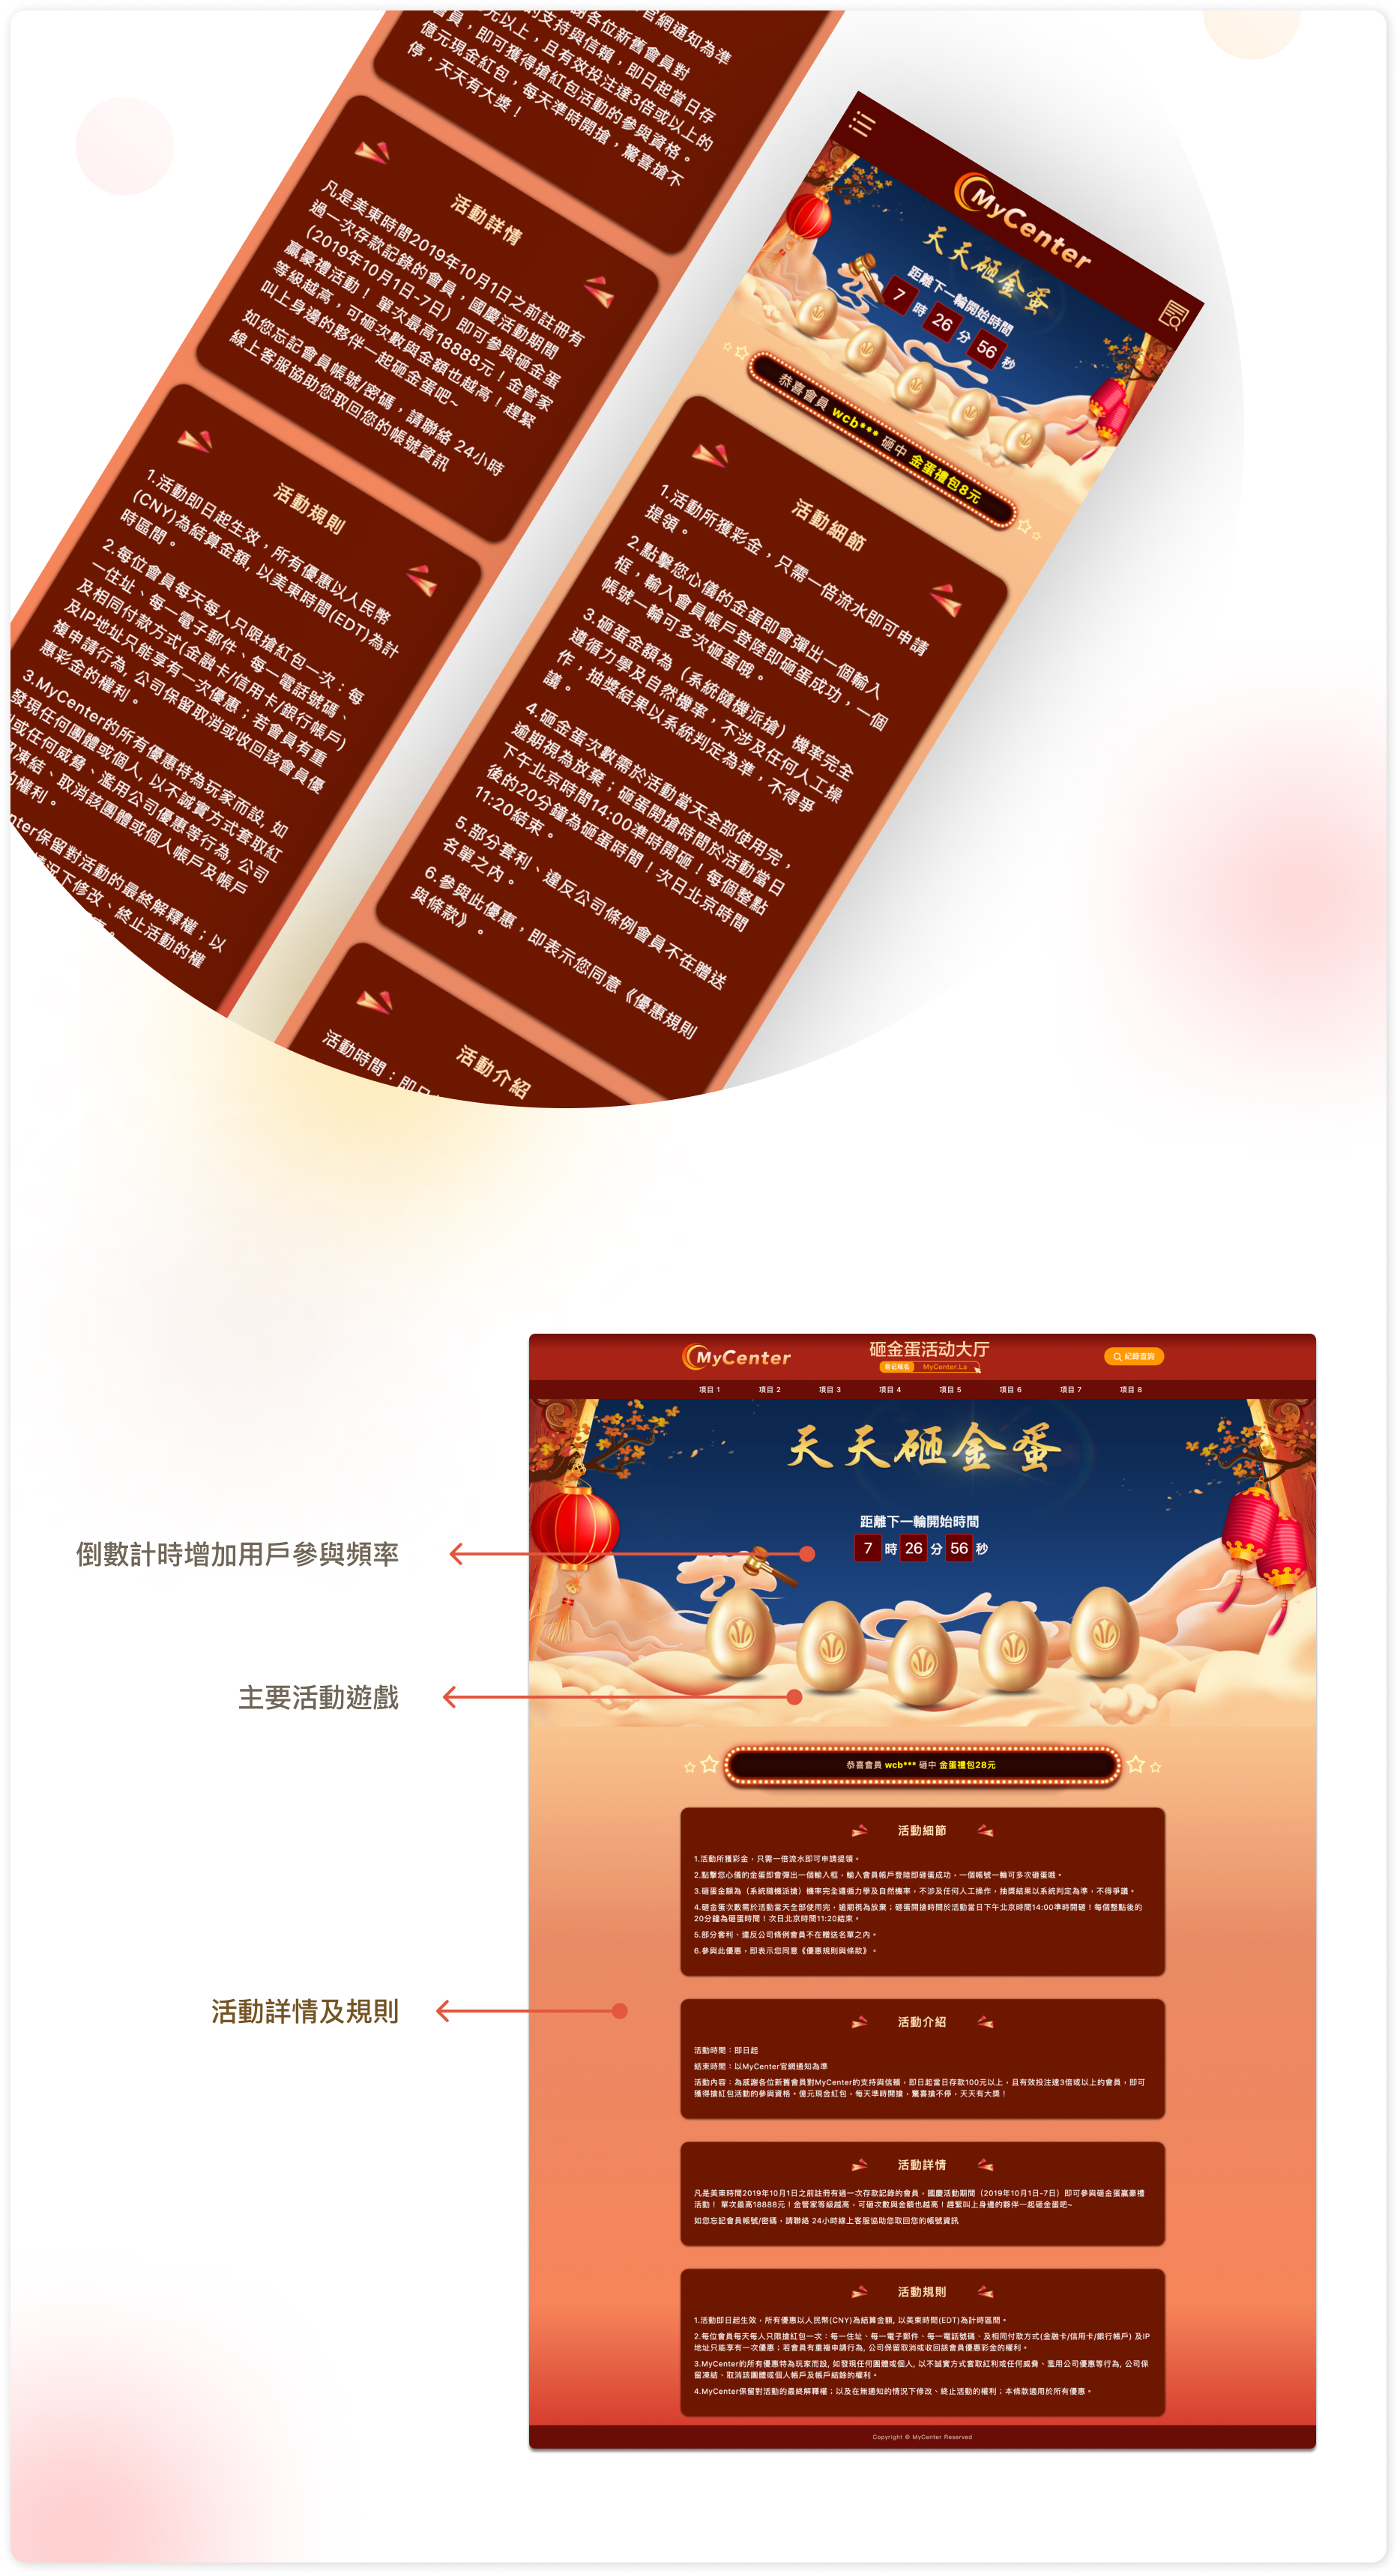 官網通知為準
謝各位新舊會員對
的支持與信賴，即日起當日存
元以上，且有效投注達3倍或以上的
會員，即可獲得搶紅包活動的參與資格。
億元現金紅包，每天準時開搶，驚喜搶不
停，天天有大獎！
活動詳情
凡是美東時間2019年10月1日之前註冊有
過一次存款記錄的會員，國慶活動期間
(2019年10月1日-7日）即可參與砸金蛋
贏豪禮活動！ 單次最高18888元！金管家
等級越高，可砸次數與金額也越高！趕緊
叫上身邊的夥伴一起砸金蛋吧~
如您忘記會員帳號/密碼，請聯絡 24小時
線上客服協助您取回您的帳號資訊
活動規則
1.活動即日起生效，所有優惠以人民幣
(CNY)為結算金額, 以美東時間(EDT)為計
時區間。
2.每位會員每天每人只限搶紅包一次：每
一住址、每一電子郵件、每一電話號碼、
及相同付款方式(金融卡/信用卡/銀行帳戶)
及IP地址只能享有一次優惠；若會員有重
複申請行為, 公司保留取消或收回該會員優
惠彩金的權利。
3.MyCenter的所有優惠特為玩家而設, 如
發現任何團體或個人, 以不誠實方式套取紅
利或任何威脅、濫用公司優惠等行為, 公司
凍結、取消該團體或個人帳戶及帳戶
的權利。
nter保留對活動的最終解釋權；以
情況下修改、終止活動的權
MyCenter
天天砸金蛋
距離下一輪開始時間
7 時 26 分 56 秒
恭喜會員 wcb*** 砸中 金蛋禮包8元
活動細節
1.活動所獲彩金，只需一倍流水即可申請
提領。
2.點擊您心儀的金蛋即會彈出一個輸入
框，輸入會員帳戶登陸即砸蛋成功，一個
帳號一輪可多次砸蛋哦。
3.砸蛋金額為（系統隨機派搶）機率完全
遵循力學及自然機率，不涉及任何人工操
作，抽獎結果以系統判定為準，不得爭
議。
4.砸金蛋次數需於活動當天全部使用完，
逾期視為放棄；砸蛋開搶時間於活動當日
下午北京時間14:00準時開砸！每個整點
後的20分鐘為砸蛋時間！次日北京時間
11:20結束。
5.部分套利、違反公司條例會員不在贈送
名單之內。
6.參與此優惠，即表示您同意《優惠規則
與條款》。
活動介紹
活動時間：即日
MyCenter
砸金蛋活动大厅
易记域名 MyCenter.La
紀錄查詢
項目 1 項目 2 項目 3 項目 4 項目 5 項目 6 項目 7 項目 8
天天砸金蛋
距離下一輪開始時間
7 時 26 分 56 秒
倒數計時增加用戶參與頻率
主要活動遊戲
恭喜會員 wcb*** 砸中 金蛋禮包28元
活動細節
1.活動所獲彩金，只需一倍流水即可申請提領。
2.點擊您心儀的金蛋即會彈出一個輸入框，輸入會員帳戶登陸即砸蛋成功，一個帳號一輪可多次砸蛋哦。
3.砸蛋金額為（系統隨機派搶）機率完全遵循力學及自然機率，不涉及任何人工操作，抽獎結果以系統判定為準，不得爭議。
4.砸金蛋次數需於活動當天全部使用完，逾期視為放棄；砸蛋開搶時間於活動當日下午北京時間14:00準時開砸！每個整點後的
20分鐘為砸蛋時間！次日北京時間11:20結束。
5.部分套利、違反公司條例會員不在贈送名單之內。
6.參與此優惠，即表示您同意《優惠規則與條款》。
活動詳情及規則
活動介紹
活動時間：即日起
結束時間：以MyCenter官網通知為準
活動內容：為感謝各位新舊會員對MyCenter的支持與信賴，即日起當日存款100元以上，且有效投注達3倍或以上的會員，即可
獲得搶紅包活動的參與資格。億元現金紅包，每天準時開搶，驚喜搶不停，天天有大獎！
活動詳情
凡是美東時間2019年10月1日之前註冊有過一次存款記錄的會員，國慶活動期間（2019年10月1日-7日）即可參與砸金蛋贏豪禮
活動！ 單次最高18888元！金管家等級越高，可砸次數與金額也越高！趕緊叫上身邊的夥伴一起砸金蛋吧~
如您忘記會員帳號/密碼，請聯絡 24小時線上客服協助您取回您的帳號資訊
活動規則
1.活動即日起生效，所有優惠以人民幣(CNY)為結算金額, 以美東時間(EDT)為計時區間。
2.每位會員每天每人只限搶紅包一次：每一住址、每一電子郵件、每一電話號碼、及相同付款方式(金融卡/信用卡/銀行帳戶) 及IP
地址只能享有一次優惠；若會員有重複申請行為, 公司保留取消或收回該會員優惠彩金的權利。
3.MyCenter的所有優惠特為玩家而設, 如發現任何團體或個人, 以不誠實方式套取紅利或任何威脅、濫用公司優惠等行為, 公司保
留凍結、取消該團體或個人帳戶及帳戶結餘的權利。
4.MyCenter保留對活動的最終解釋權；以及在無通知的情況下修改、終止活動的權利；本條款適用於所有優惠。
Copyright © MyCenter Reserved